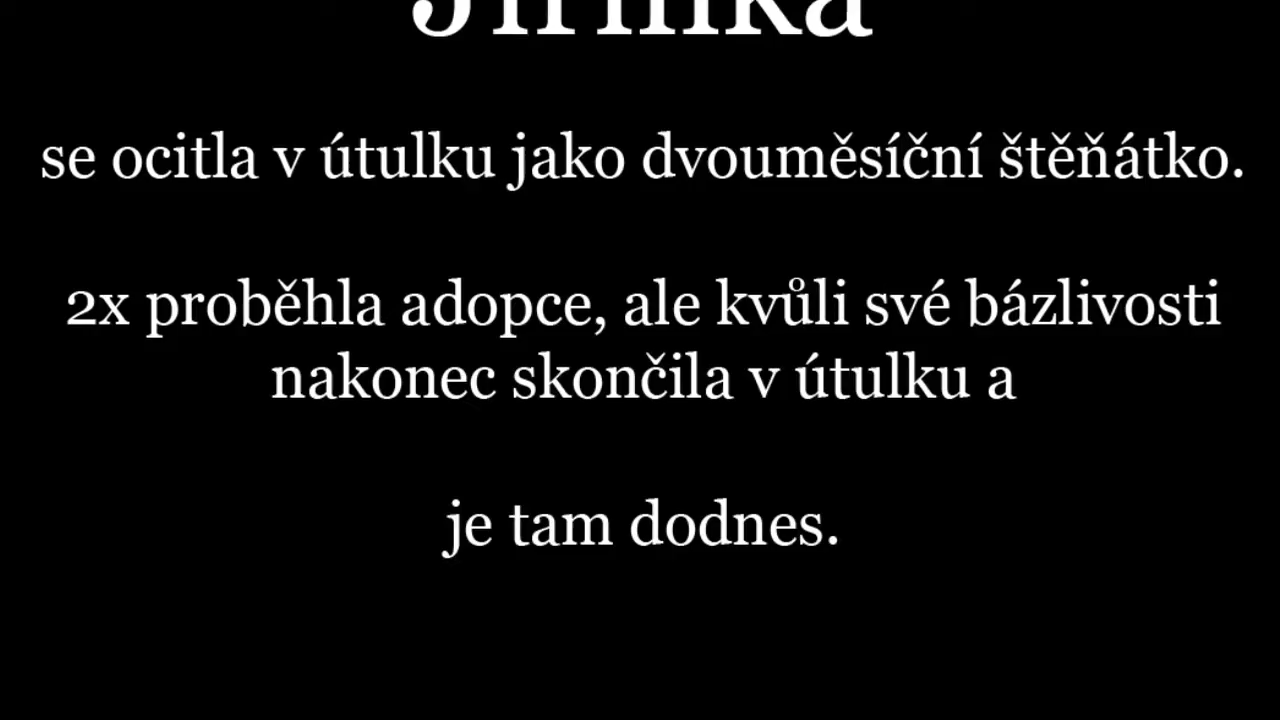 se ocitla v útulku jako dvouměsíční štěňátko.
2x proběhla adopce, ale kvůli své bázlivosti
nakonec skončila v útulku a
je tam dodnes.